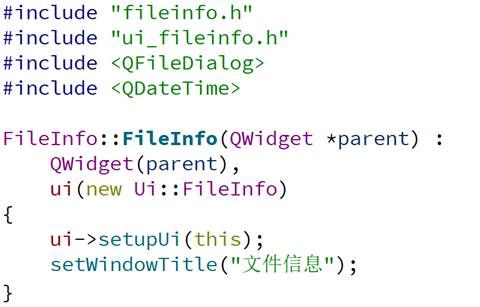 #include "fileinfo.h"
#include "ui_fileinfo.h"
#include <QFileDialog>
#include <QDateTime>

FileInfo::FileInfo(QWidget *parent) :
    QWidget(parent),
    ui(new Ui::FileInfo)
{
    ui->setupUi(this);
    setWindowTitle("文件信息");
}